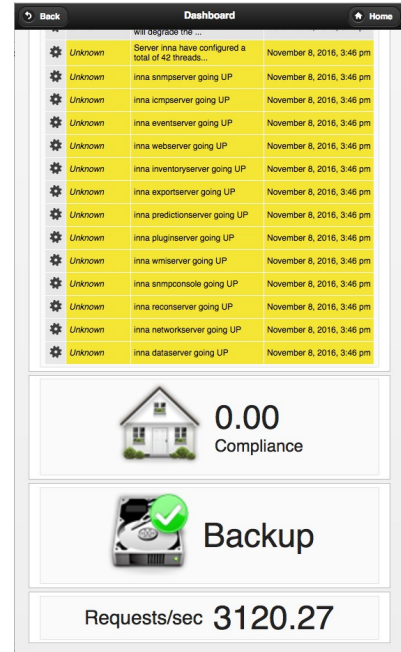 Back
Dashboard
Home
will degrade the ...
Unknown
Server inna have configured a
total of 42 threads...
November 8, 2016, 3:46 pm
Unknown
inna snmpserver going UP
November 8, 2016, 3:46 pm
Unknown
inna icmpserver going UP
November 8, 2016, 3:46 pm
Unknown
inna eventserver going UP
November 8, 2016, 3:46 pm
Unknown
inna webserver going UP
November 8, 2016, 3:46 pm
Unknown
inna inventoryserver going UP
November 8, 2016, 3:46 pm
Unknown
inna exportserver going UP
November 8, 2016, 3:46 pm
Unknown
inna predictionserver going UP
November 8, 2016, 3:46 pm
Unknown
inna pluginserver going UP
November 8, 2016, 3:46 pm
Unknown
inna wmiserver going UP
November 8, 2016, 3:46 pm
Unknown
inna snmpconsole going UP
November 8, 2016, 3:46 pm
Unknown
inna reconserver going UP
November 8, 2016, 3:46 pm
Unknown
inna networkserver going UP
November 8, 2016, 3:46 pm
Unknown
inna dataserver going UP
November 8, 2016, 3:46 pm
0.00
Compliance
Backup
Requests/sec 3120.27